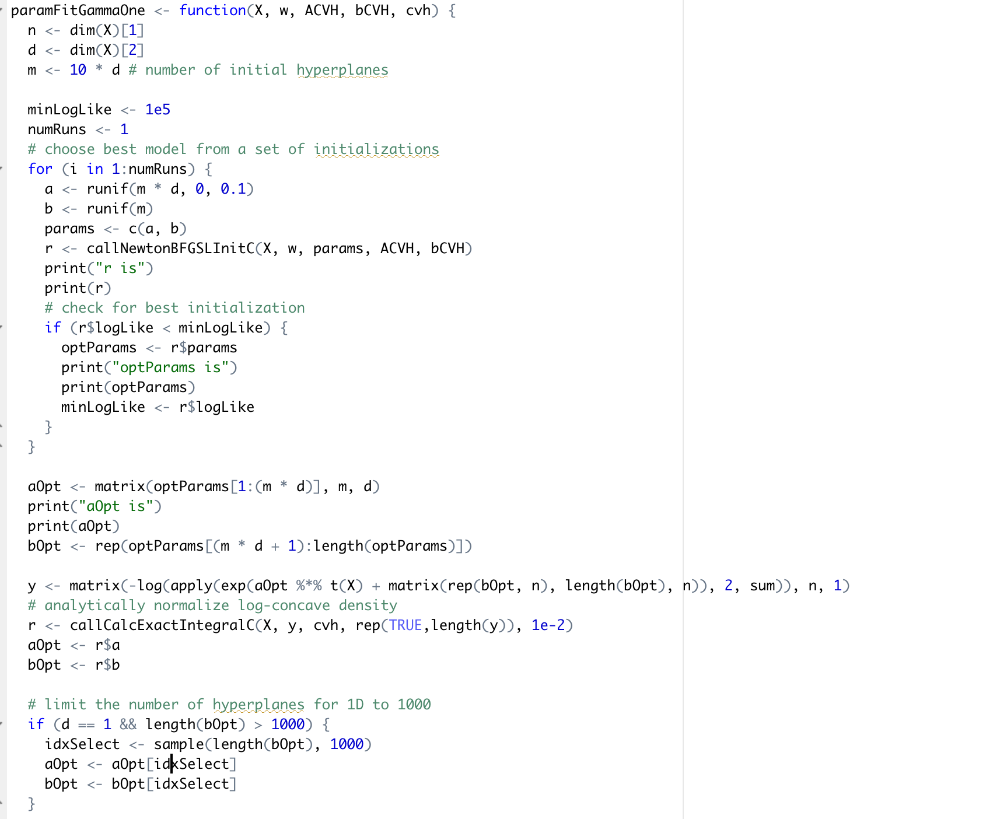 paramFitGammaOne <- function(X, w, ACVH, bCVH, cvh) {
  n <- dim(X)[1]
  d <- dim(X)[2]
  m <- 10 * d # number of initial hyperplanes

  minLogLike <- 1e5
  numRuns <- 1
  # choose best model from a set of initializations
  for (i in 1:numRuns) {
    a <- runif(m * d, 0, 0.1)
    b <- runif(m)
    params <- c(a, b)
    r <- callNewtonBFGSLInitC(X, w, params, ACVH, bCVH)
    print("r is")
    print(r)
    # check for best initialization
    if (r$logLike < minLogLike) {
      optParams <- r$params
      print("optParams is")
      print(optParams)
      minLogLike <- r$logLike
    }
  }

  aOpt <- matrix(optParams[1:(m * d)], m, d)
  print("aOpt is")
  print(aOpt)
  bOpt <- rep(optParams[(m * d + 1):length(optParams)])

  y <- matrix(-log(apply(exp(aOpt %*% t(X) + matrix(rep(bOpt, n), length(bOpt), n)), 2, sum)), n, 1)
  # analytically normalize log-concave density
  r <- callCalcExactIntegralC(X, y, cvh, rep(TRUE,length(y)), 1e-2)
  aOpt <- r$a
  bOpt <- r$b

  # limit the number of hyperplanes for 1D to 1000
  if (d == 1 && length(bOpt) > 1000) {
    idxSelect <- sample(length(bOpt), 1000)
    aOpt <- aOpt[idxSelect]
    bOpt <- bOpt[idxSelect]
  }